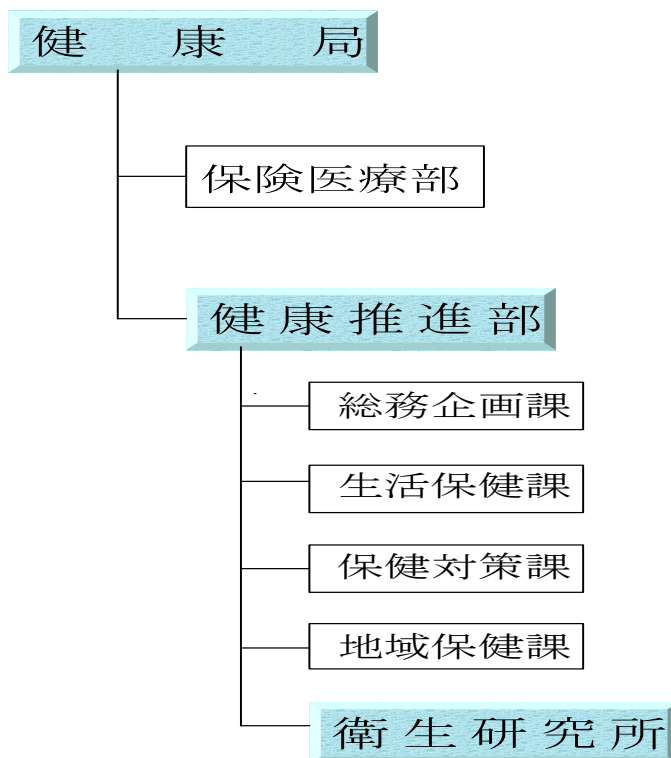 健康局
保険医療部
健康推進部
総務企画課
生活保健課
保健対策課
地域保健課
衛生研究所